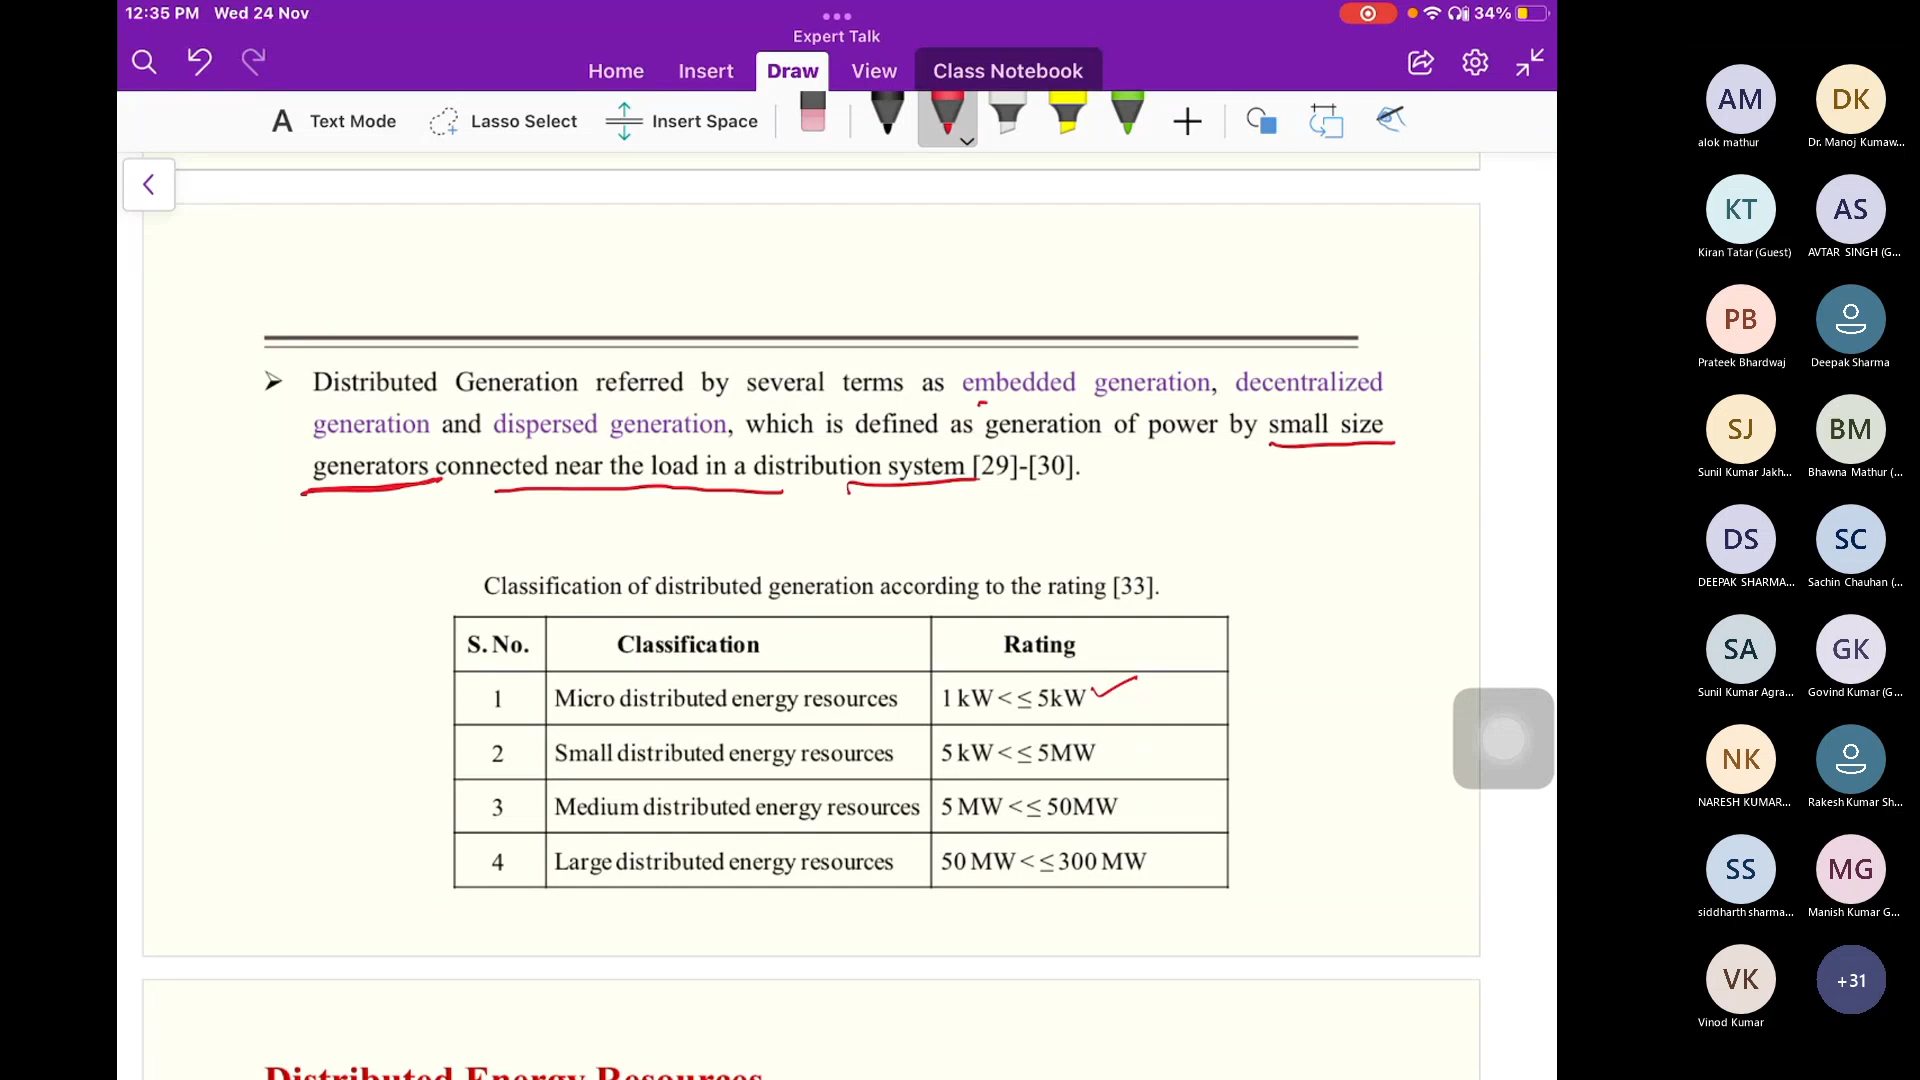 12:35 PM Wed 24 Nov
34%
Expert Talk
Home Insert Draw View Class Notebook
A Text Mode Lasso Select Insert Space
Distributed Generation referred by several terms as embedded generation, decentralized
generation and dispersed generation, which is defined as generation of power by small size
generators connected near the load in a distribution system [29]-[30].
Classification of distributed generation according to the rating [33].
S. No. Classification Rating
1 Micro distributed energy resources 1 kW < ≤ 5kW
2 Small distributed energy resources 5 kW < ≤ 5MW
3 Medium distributed energy resources 5 MW < ≤ 50MW
4 Large distributed energy resources 50 MW < ≤ 300 MW
Distributed Energy Resources
AM DK
alok mathur Dr. Manoj Kumaw...
KT AS
Kiran Tatar (Guest) AVTAR SINGH (G...
PB
Prateek Bhardwaj Deepak Sharma
SJ BM
Sunil Kumar Jakh... Bhawna Mathur (...
DS SC
DEEPAK SHARMA... Sachin Chauhan (...
SA GK
Sunil Kumar Agra... Govind Kumar (G...
NK
NARESH KUMAR... Rakesh Kumar Sh...
SS MG
siddharth sharma... Manish Kumar G...
VK +31
Vinod Kumar